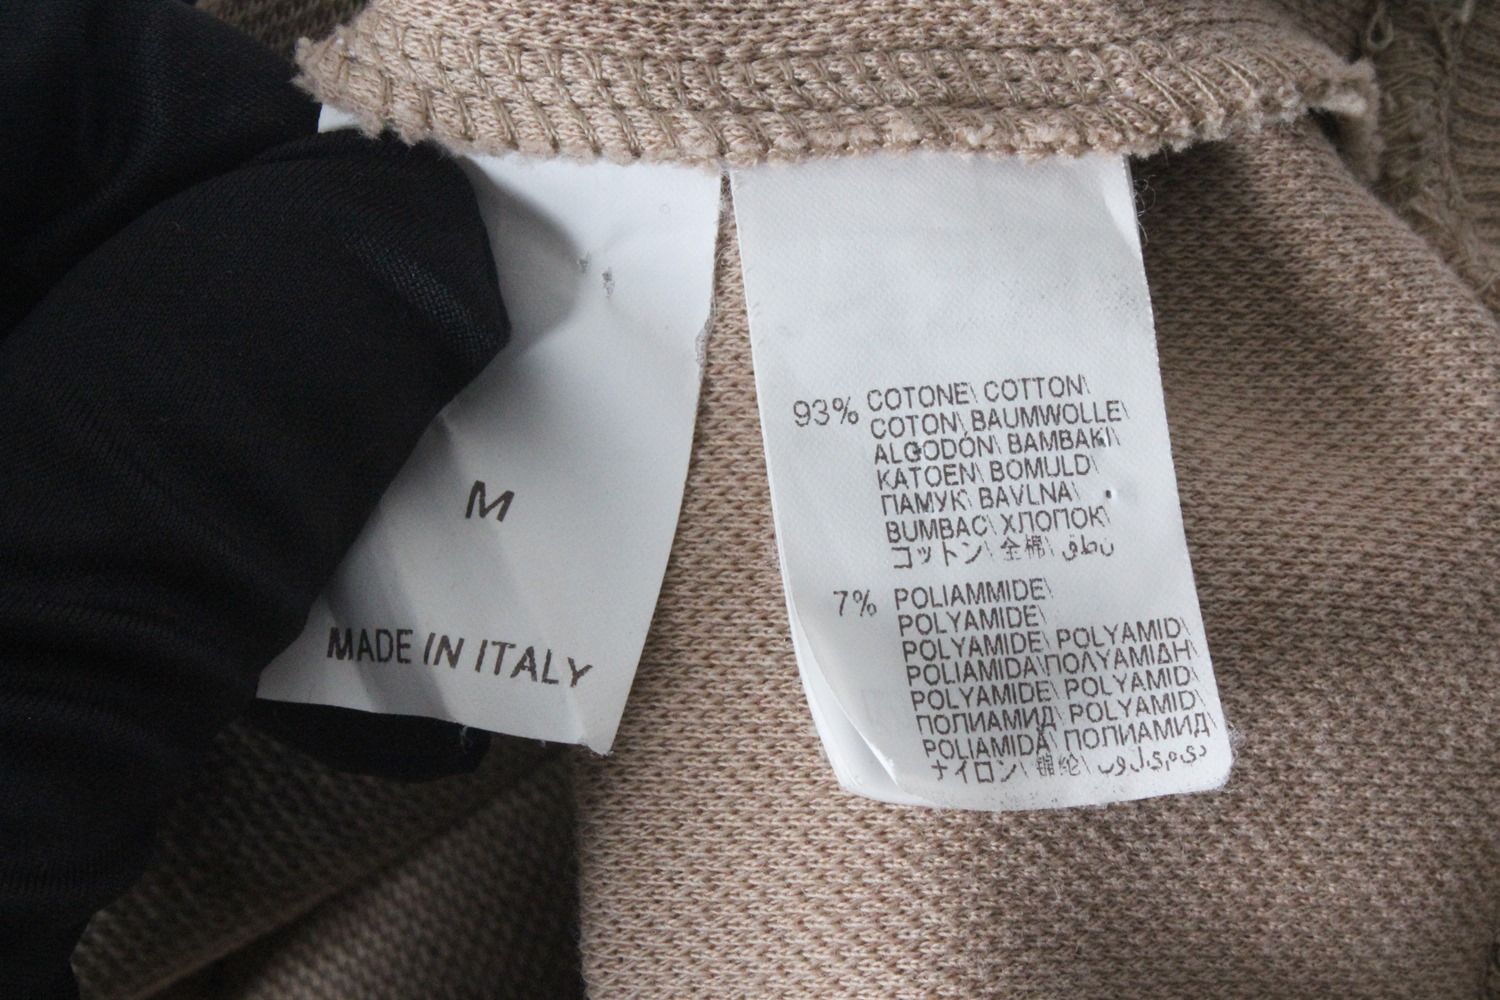 M
MADE IN ITALY
93% COTONE\ COTTON\
COTON\ BAUMWOLLE\
ALGODÓN\ BAMBAKI\
KATOEN\ BOMULD\
ПАМУК\ BAVLNA\
BUMBAC\ ХЛОПОК\
コットン\ 全棉\ قطن
7% POLIAMMIDE\
POLYAMIDE\
POLYAMIDE\ POLYAMID\
POLIAMIDA\ ΠΟΛΥΑΜΙΔΗ\
POLYAMIDE\ POLYAMID\
ПОЛИАМИД\ POLYAMID\
POLIAMIDA\ ПОЛИАМИД\
ナイロン\ 锦纶\